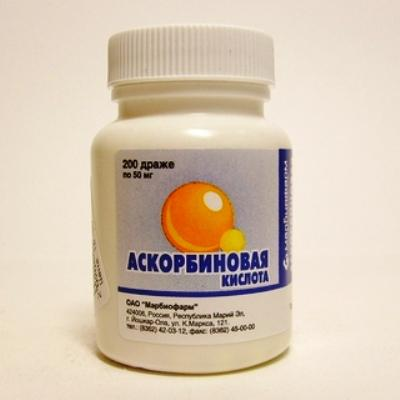 200 драже
по 50 мг
АСКОРБИНОВАЯ
КИСЛОТА
ОАО "Марбиофарм"
424006, Россия, Республика Марий Эл,
г. Йошкар-Ола, ул. К.Маркса, 121.
тел.: (8362) 42-03-12, факс: (8362) 45-00-00
марбиофарм